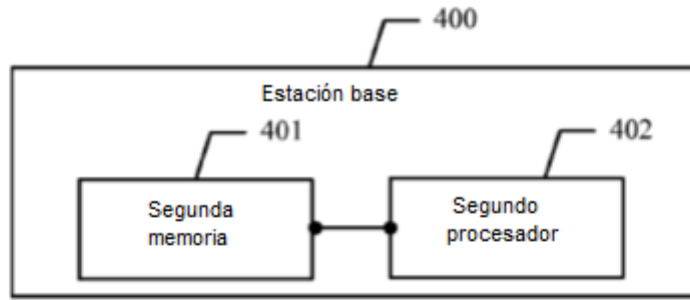 400
Estación base
401
402
Segunda
memoria
Segundo
procesador